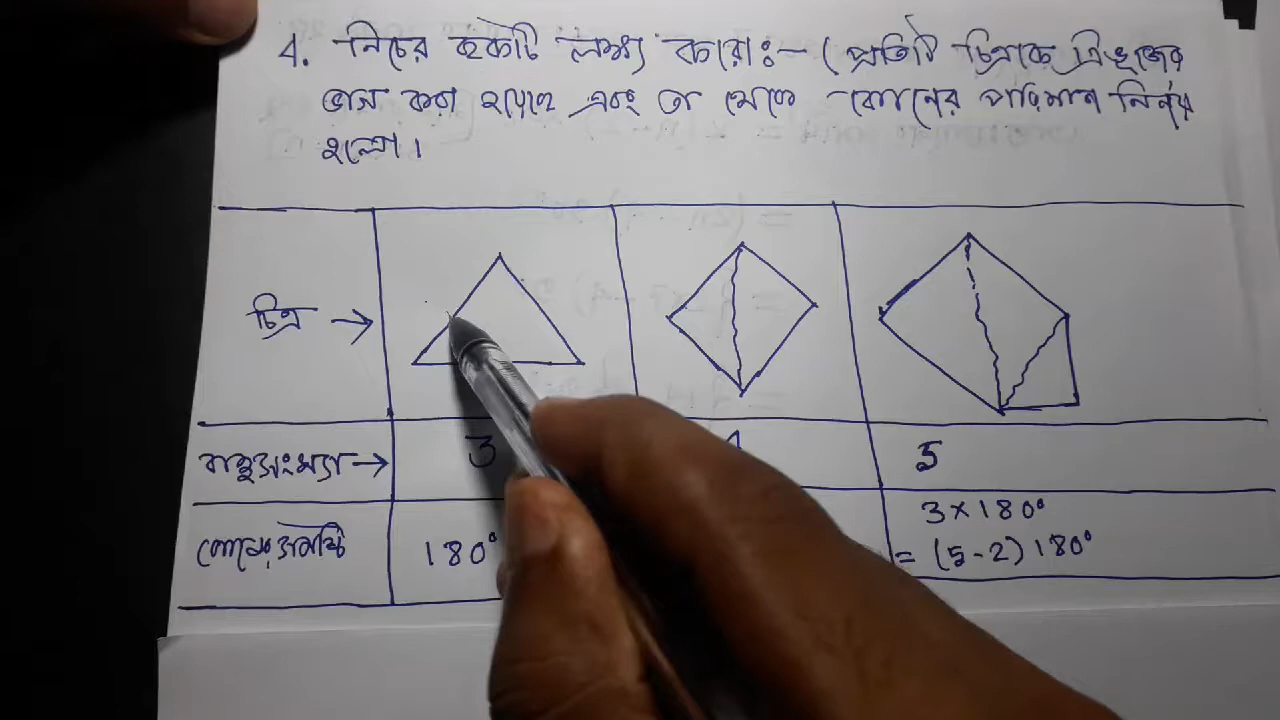 4. নিচের ছকটি লক্ষ্য করো:- ( প্রতিটি চিত্রকে ত্রিভুজের
ভাগ করা হয়েছে এবং তা থেকে কোনের পরিমাণ নির্ণয়
হলো।
চিত্র →
বাহুসংখ্যা → 3 4 5
কোনের সমষ্টি 180° 3 × 180°
= (5-2) 180°